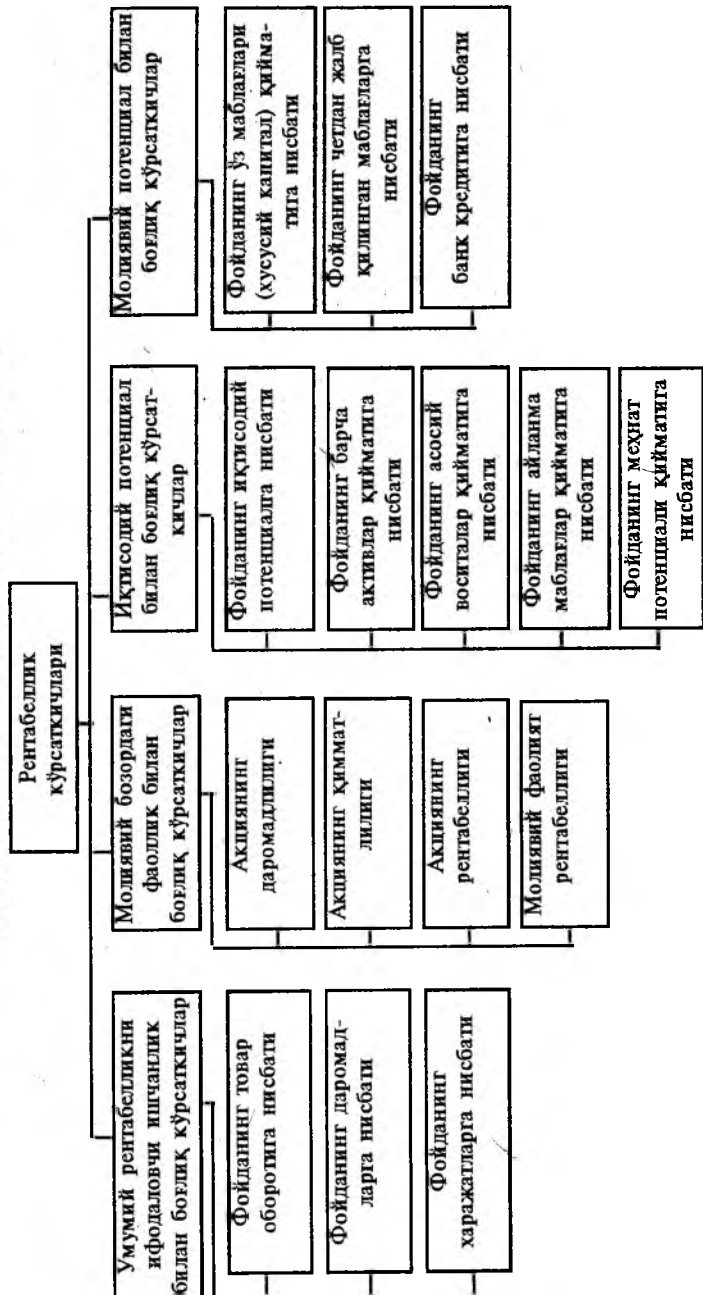 Рентабеллик
кўрсаткичлари
Умумий рентабелликни
ифодаловчи ишчанлик
билан боғлиқ кўрсаткичлар
Фойданинг товар
оборотига нисбати
Фойданинг даромад-
ларга нисбати
Фойданинг
харажатларга нисбати
Молиявий бозордаги
фаоллик билан
боғлиқ кўрсаткичлар
Акциянинг
даромадлилиги
Акциянинг қиммат-
лилиги
Акциянинг
рентабеллиги
Молиявий фаолият
рентабеллиги
Иқтисодий потенциал
билан боғлиқ кўрсат-
кичлар
Фойданинг иқтисодий
потенциалга нисбати
Фойданинг барча
активлар қийматига
нисбати
Фойданинг асосий
воситалар қийматига
нисбати
Фойданинг айланма
маблағлар қийматига
нисбати
Фойданинг меҳнат
потенциали қийматига
нисбати
Молиявий потенциал билан
боғлиқ кўрсаткичлар
Фойданинг ўз маблағлари
(хусусий капитал) қийма-
тига нисбати
Фойданинг четдан жалб
қилинган маблағларга
нисбати
Фойданинг
банк кредитига нисбати